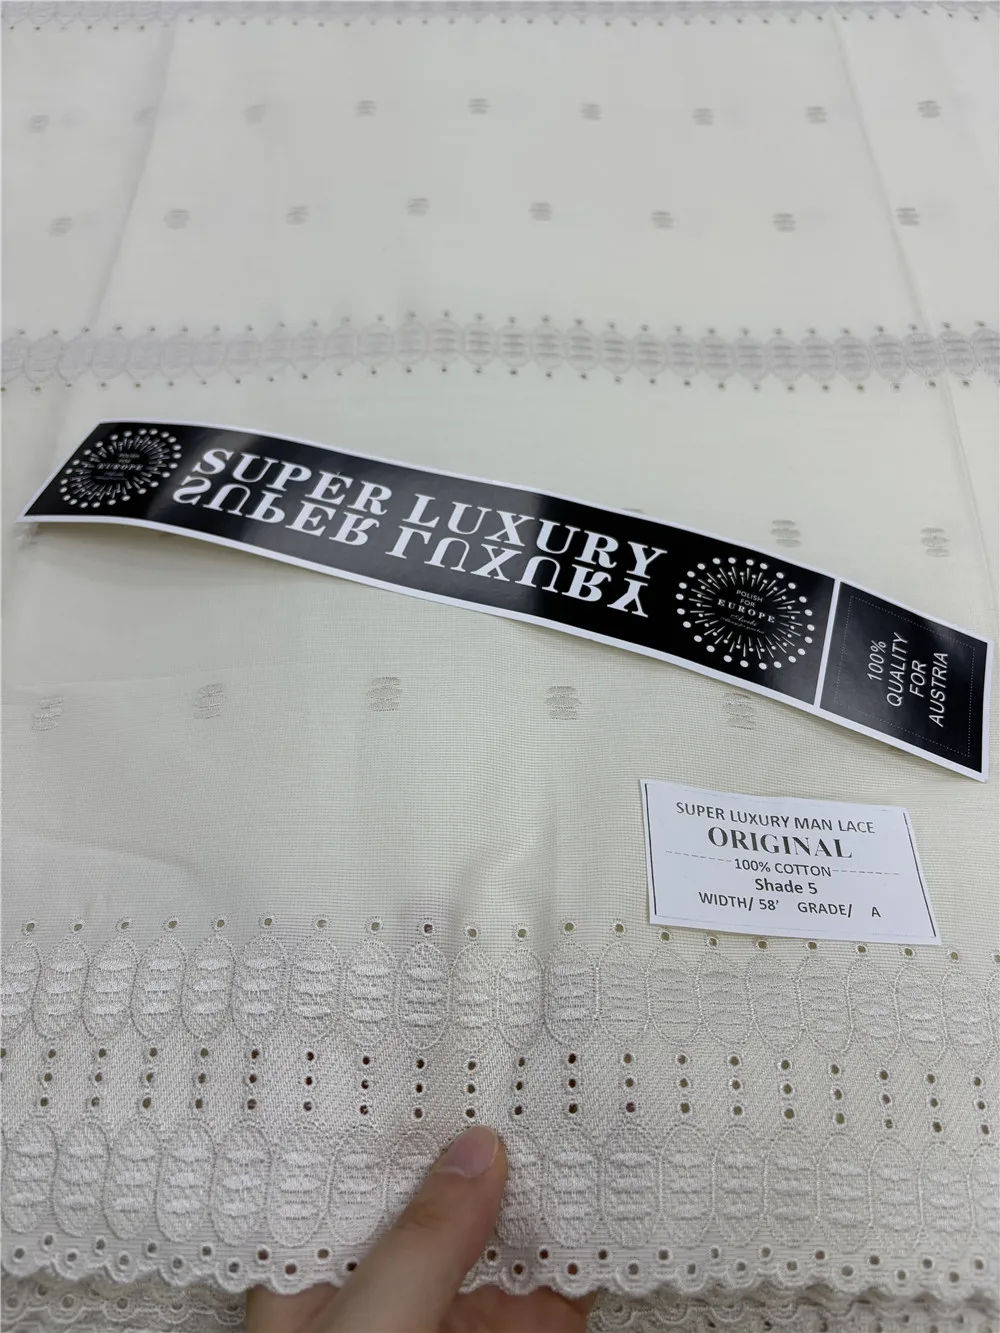 EUROPE
SUPER LUXURY
SUPER LUXURY
POLISH
FOR
EUROPE
100%
QUALITY
FOR
AUSTRIA
SUPER LUXURY MAN LACE
ORIGINAL
100% COTTON
Shade 5
WIDTH/ 58' GRADE/ A